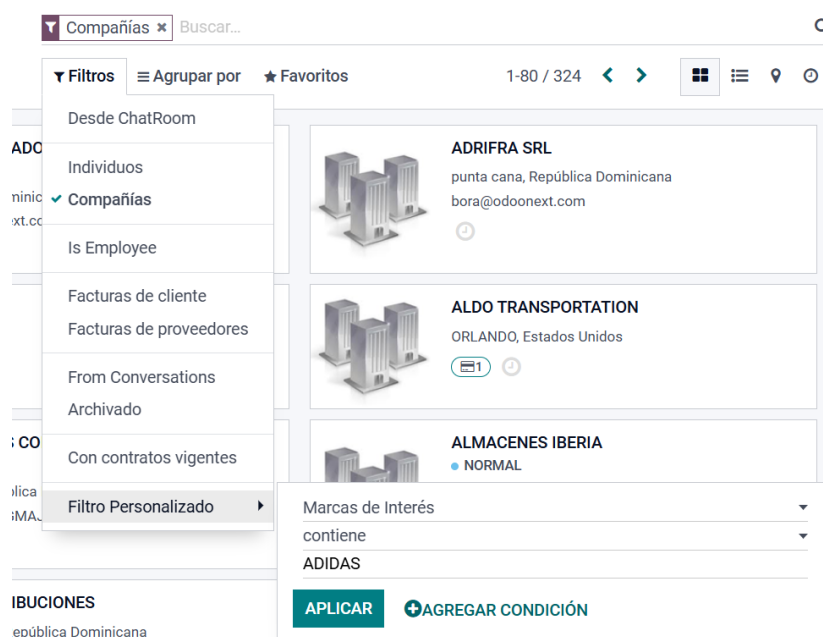 Compañías ×
Buscar...
Filtros
Agrupar por
Favoritos
1-80 / 324
Desde ChatRoom
Individuos
Compañías
Is Employee
Facturas de cliente
Facturas de proveedores
From Conversations
Archivado
Con contratos vigentes
Filtro Personalizado
Marcas de Interés
contiene
ADIDAS
APLICAR
AGREGAR CONDICIÓN
ADRIFRA SRL
punta cana, República Dominicana
bora@odoonext.com
ALDO TRANSPORTATION
ORLANDO, Estados Unidos
1
ALMACENES IBERIA
NORMAL
IBUCIONES
epública Dominicana